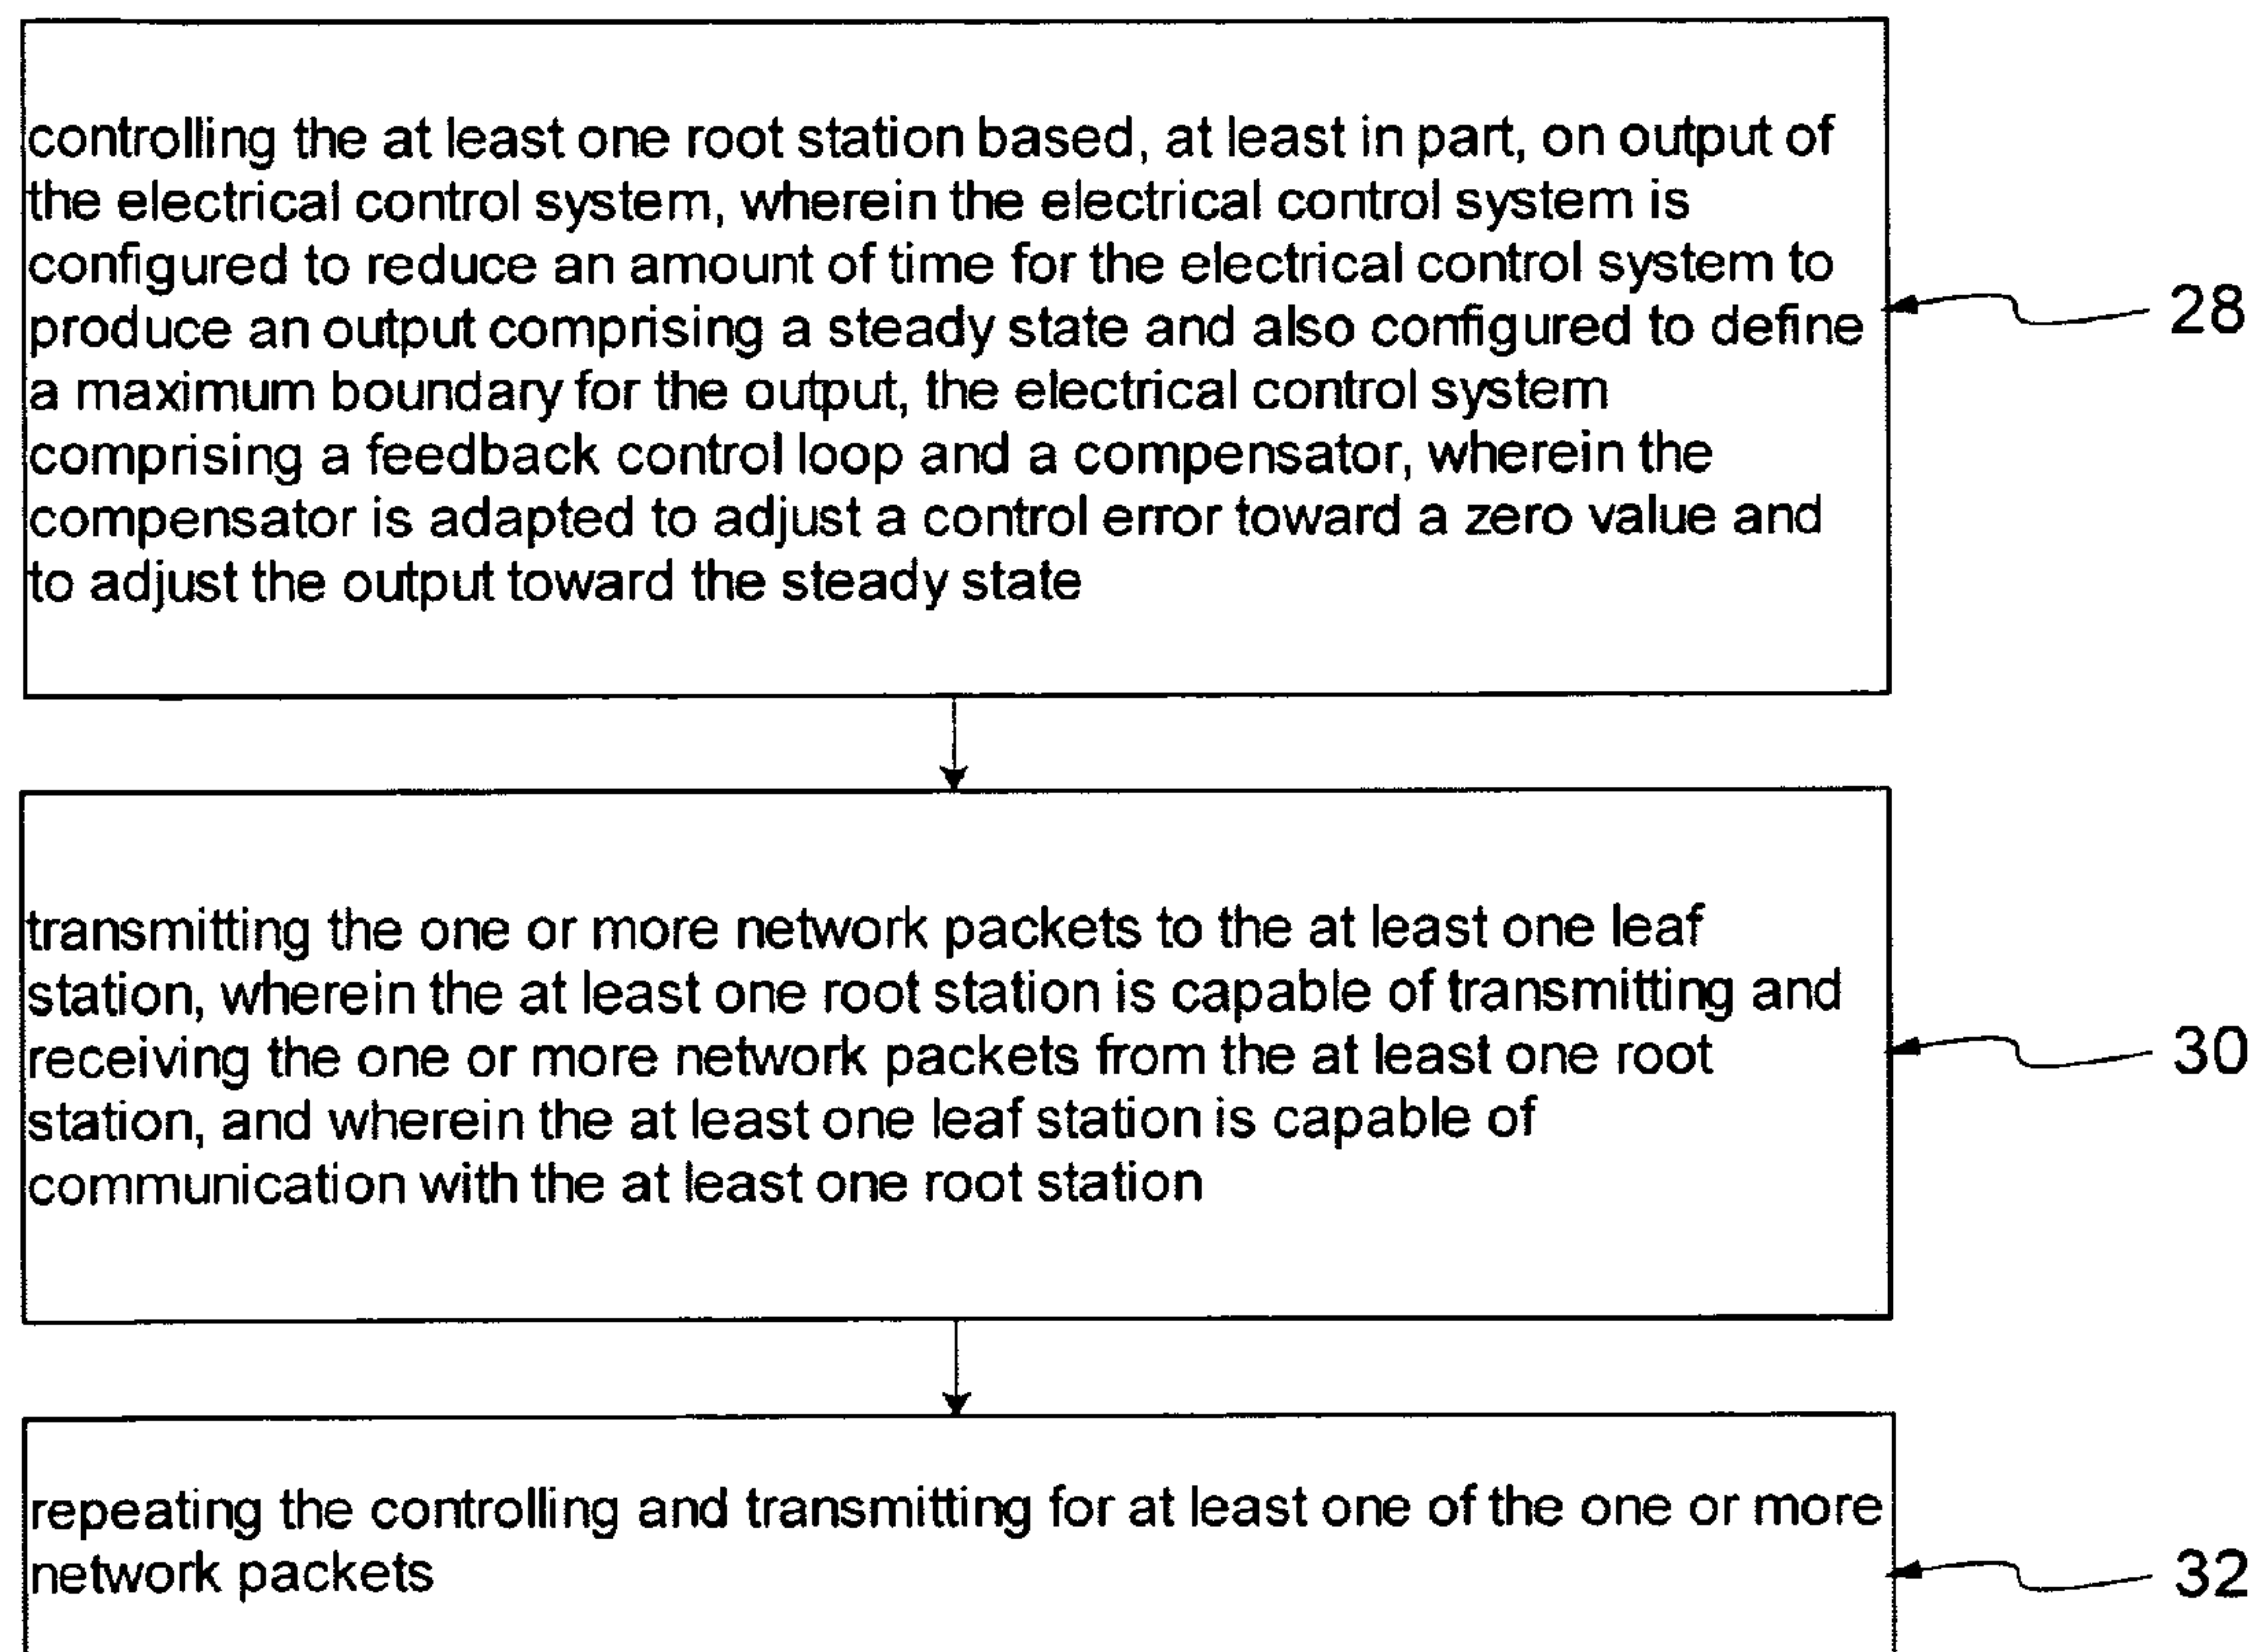 controlling the at least one root station based, at least in part, on output of
the electrical control system, wherein the electrical control system is
configured to reduce an amount of time for the electrical control system to
produce an output comprising a steady state and also configured to define
a maximum boundary for the output, the electrical control system
comprising a feedback control loop and a compensator, wherein the
compensator is adapted to adjust a control error toward a zero value and
to adjust the output toward the steady state
28
transmitting the one or more network packets to the at least one leaf
station, wherein the at least one root station is capable of transmitting and
receiving the one or more network packets from the at least one root
station, and wherein the at least one leaf station is capable of
communication with the at least one root station
30
repeating the controlling and transmitting for at least one of the one or more
network packets
32